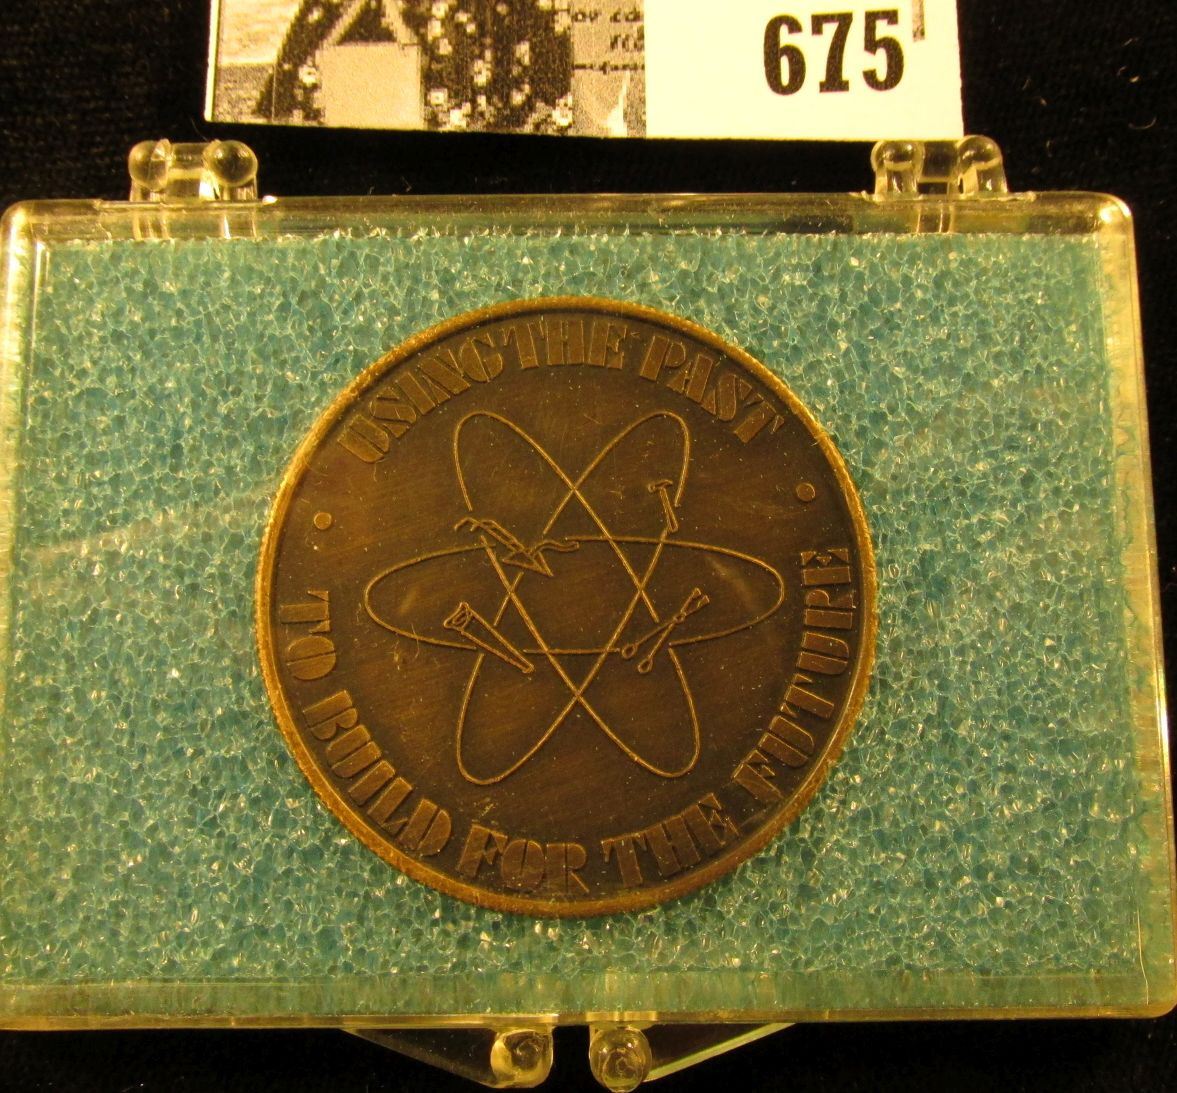 675
USING THE PAST
TO BUILD FOR THE FUTURE